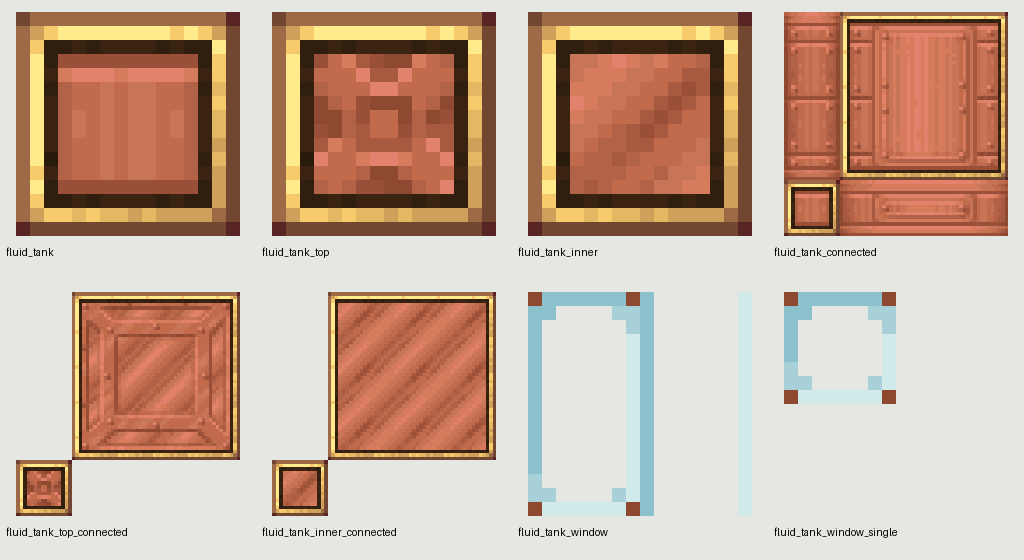 fluid_tank
fluid_tank_top
fluid_tank_inner
fluid_tank_connected
fluid_tank_top_connected
fluid_tank_inner_connected
fluid_tank_window
fluid_tank_window_single